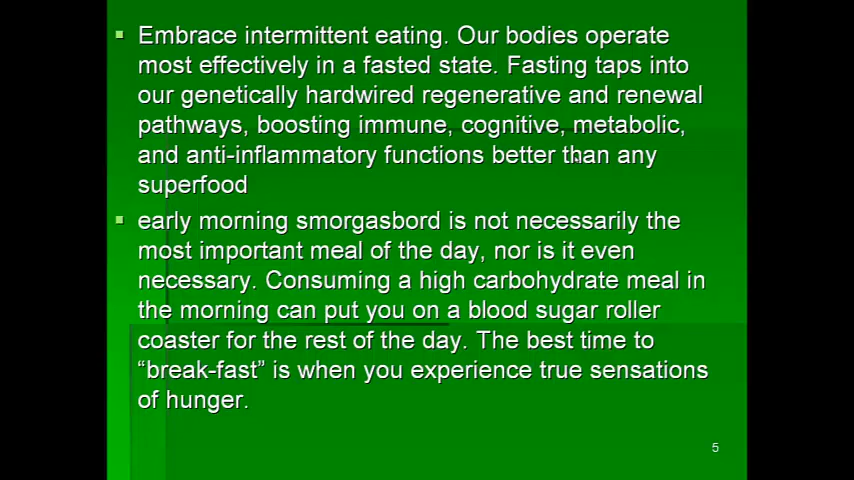 Embrace intermittent eating. Our bodies operate
most effectively in a fasted state. Fasting taps into
our genetically hardwired regenerative and renewal
pathways, boosting immune, cognitive, metabolic,
and anti-inflammatory functions better than any
superfood
early morning smorgasbord is not necessarily the
most important meal of the day, nor is it even
necessary. Consuming a high carbohydrate meal in
the morning can put you on a blood sugar roller
coaster for the rest of the day. The best time to
“break-fast” is when you experience true sensations
of hunger.
5